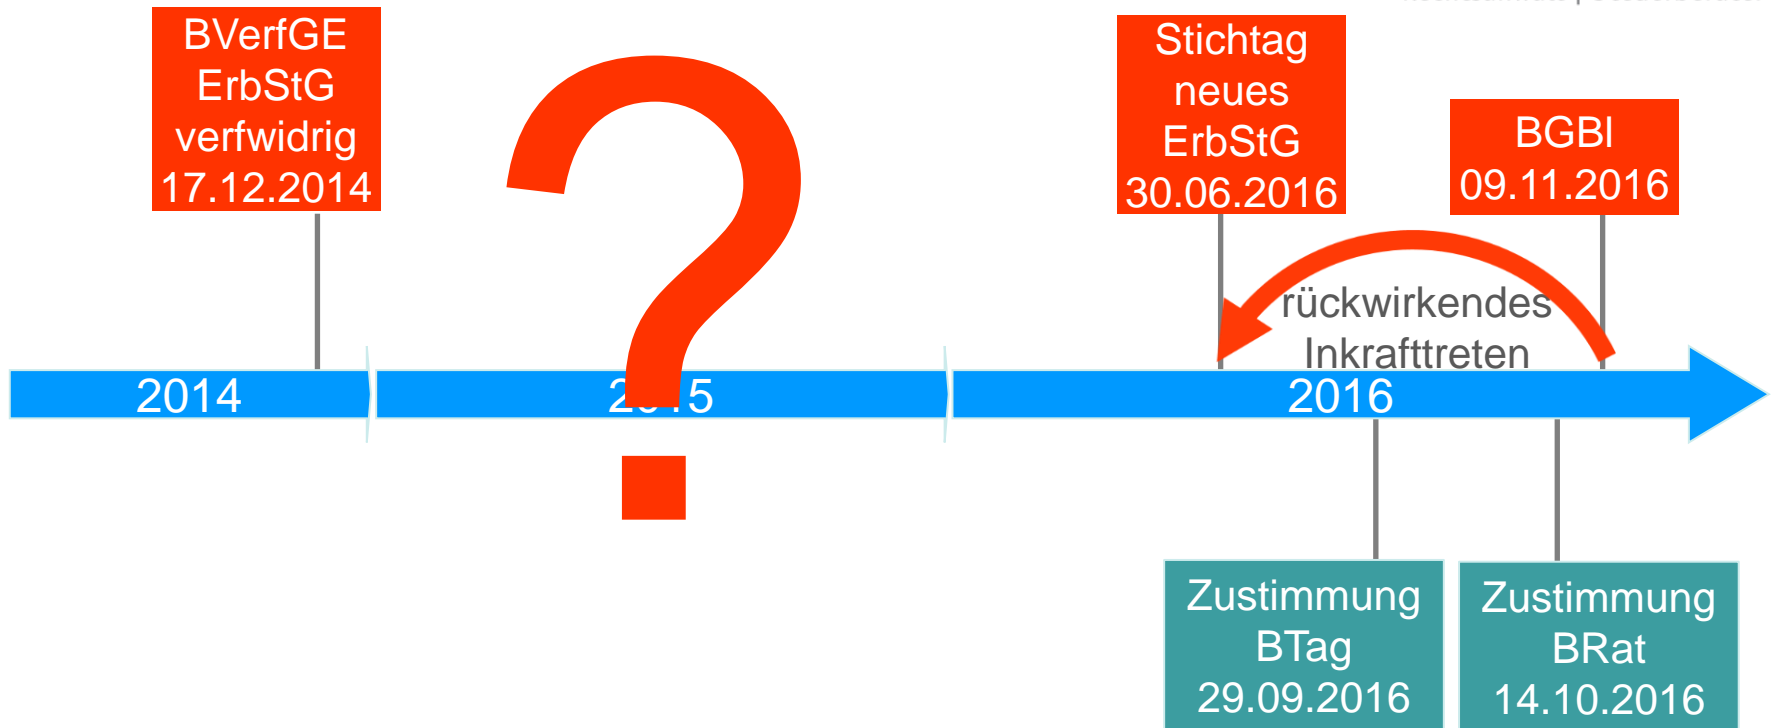 BVerfGE
ErbStG
verfwidrig
17.12.2014
?
Stichtag
neues
ErbStG
30.06.2016
BGBl
09.11.2016
rückwirkendes
Inkrafttreten
2014
2015
2016
Zustimmung
BTag
29.09.2016
Zustimmung
BRat
14.10.2016